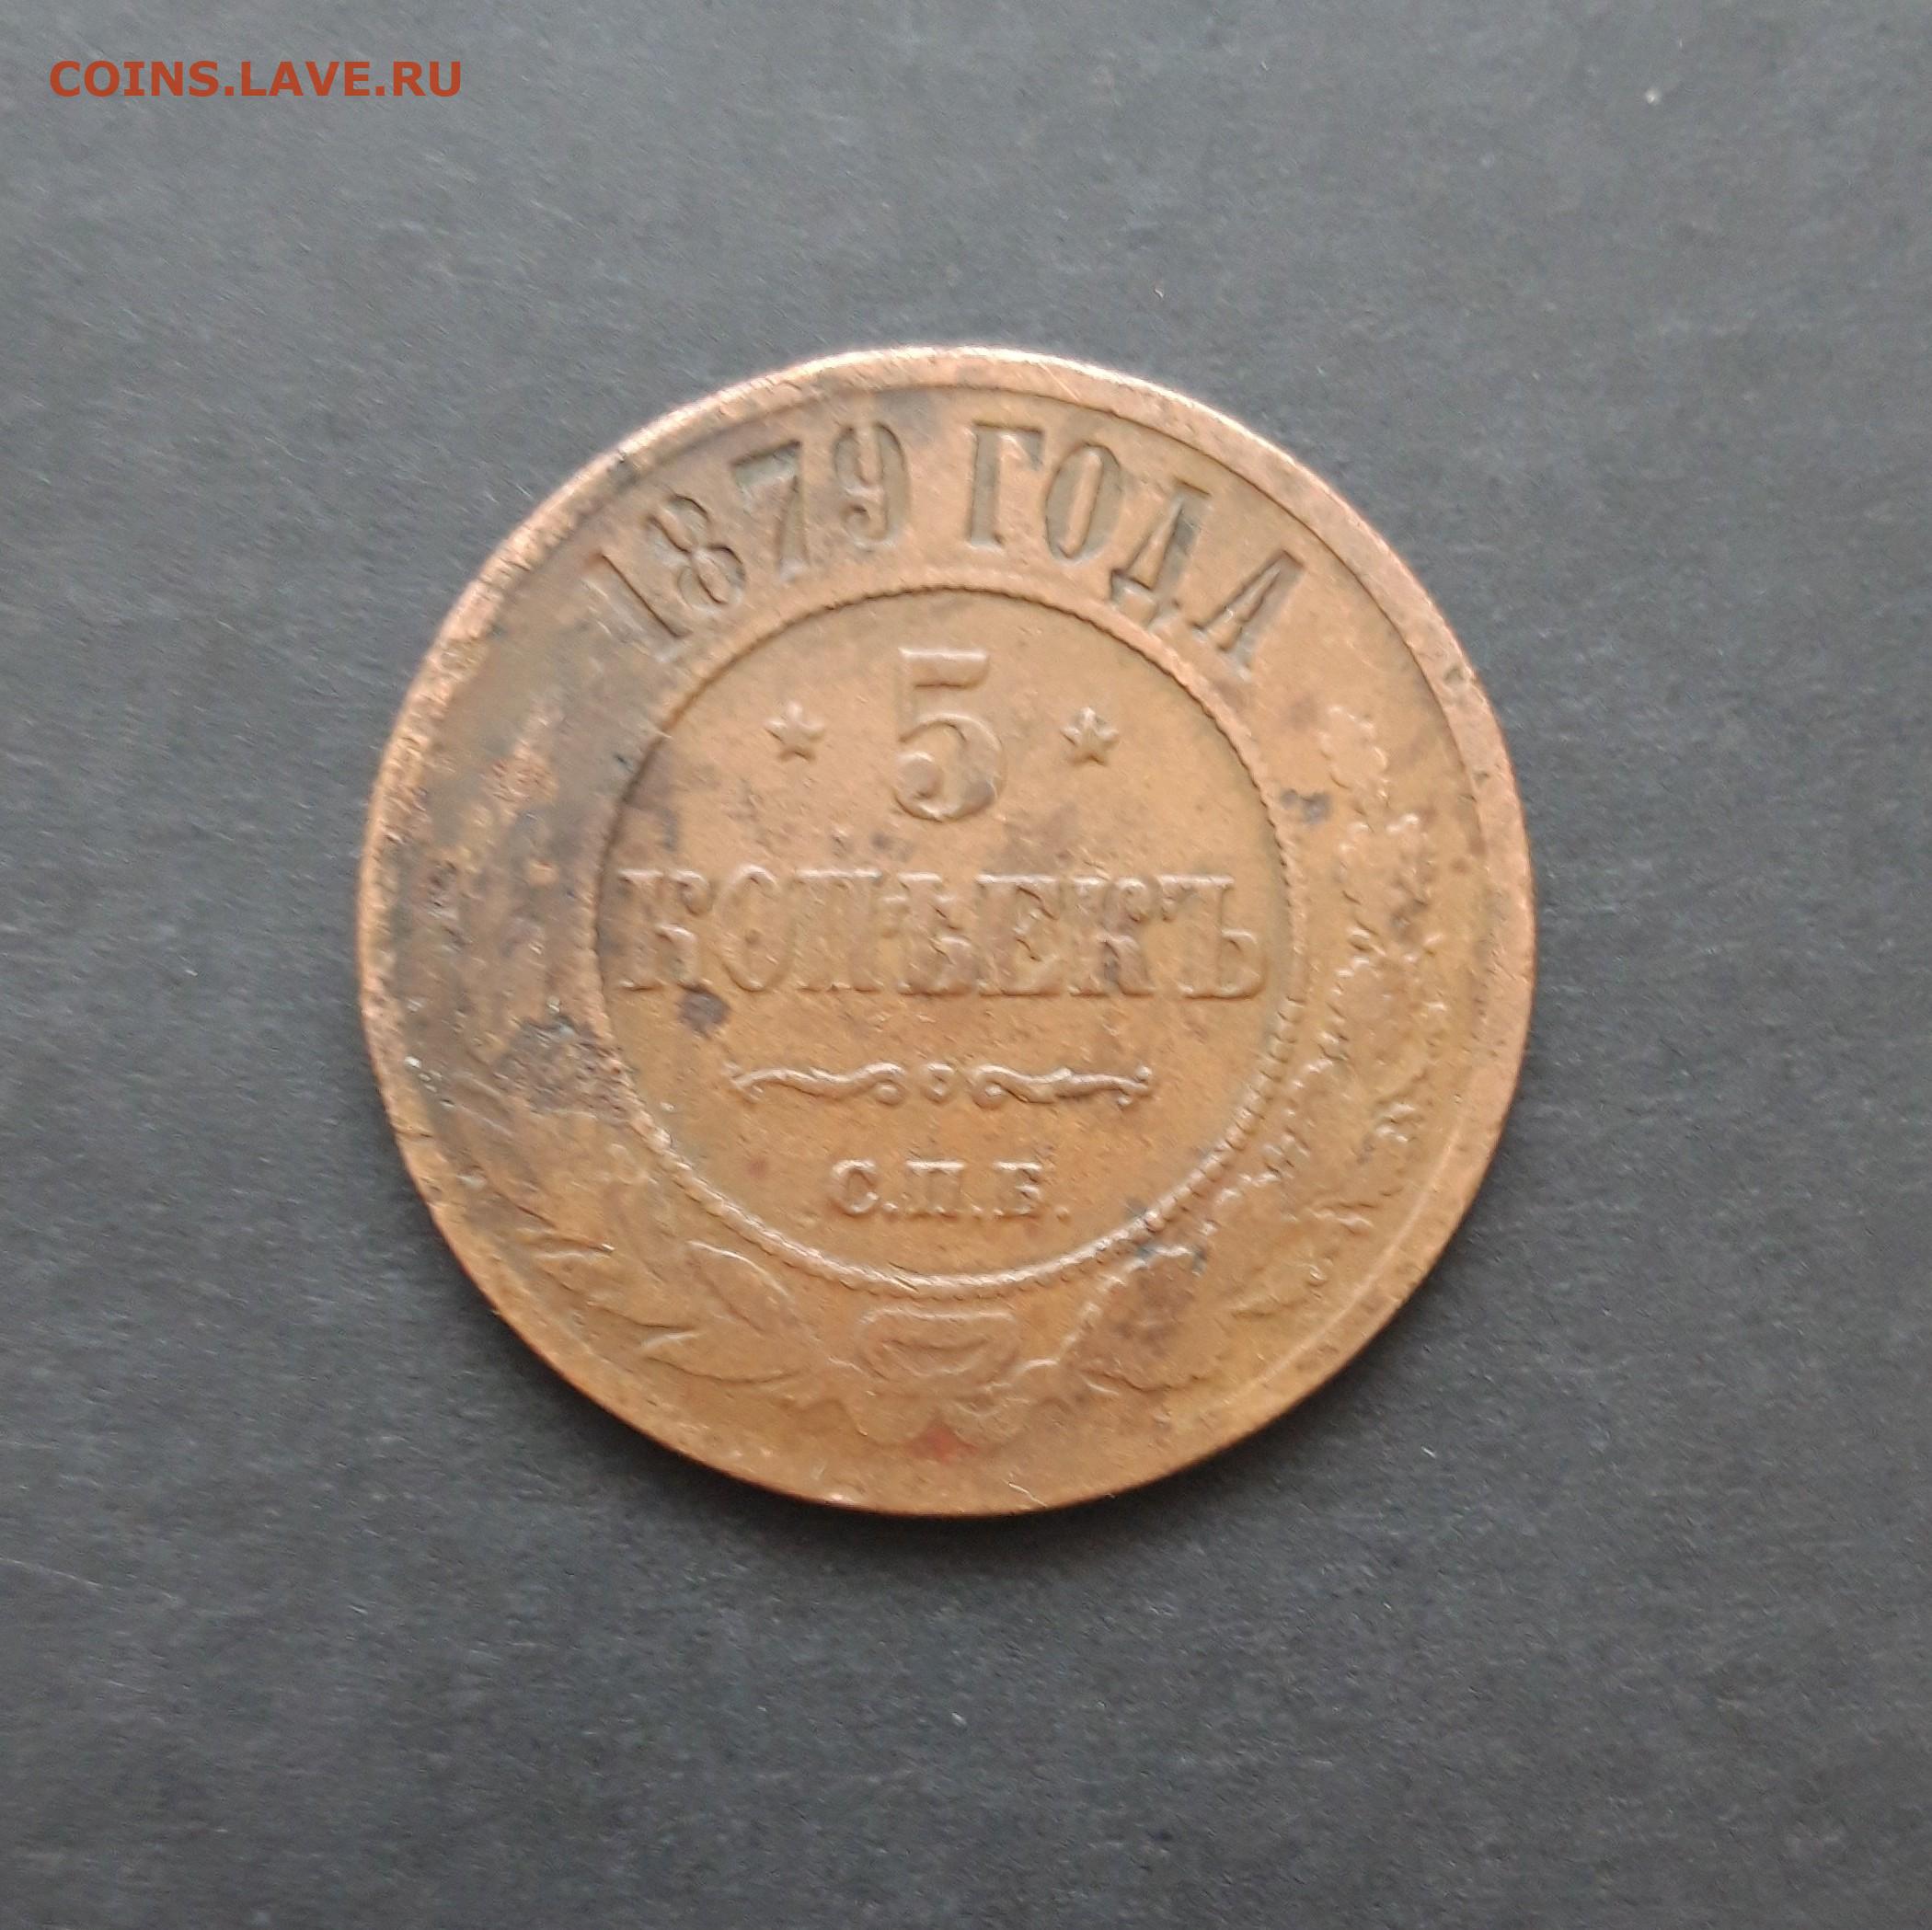 COINS.LAVE.RU
1879 ГОДА
5
КОПѢЕКЪ
С.П.Б.